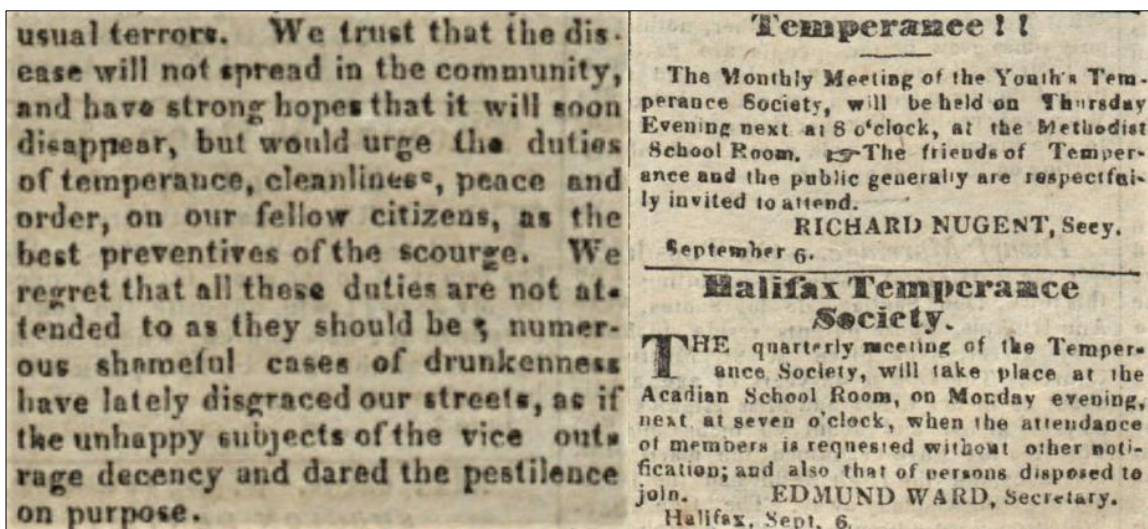 usual terrors. We trust that the dis-
ease will not spread in the community,
and have strong hopes that it will soon
disappear, but would urge the duties
of temperance, cleanliness, peace and
order, on our fellow citizens, as the
best preventives of the scourge. We
regret that all these duties are not at-
tended to as they should be ; numer-
ous shameful cases of drunkenness
have lately disgraced our streets, as if
the unhappy subjects of the vice out-
rage decency and dared the pestilence
on purpose.
Temperance ! !
The Monthly Meeting of the Youth's Tem-
perance Society, will be held on Thursday
Evening next at 8 o'clock, at the Methodist
School Room. ☞The friends of Temper-
ance and the public generally are respectful-
ly invited to attend.
RICHARD NUGENT, Secy.
September 6.
Halifax Temperance
Society.
THE quarterly meeting of the Temper-
ance Society, will take place at the
Acadian School Room, on Monday evening,
next at seven o'clock, when the attendance
of members is requested without other noti-
fication; and also that of persons disposed to
join. EDMUND WARD, Secretary.
Halifax, Sept, 6.